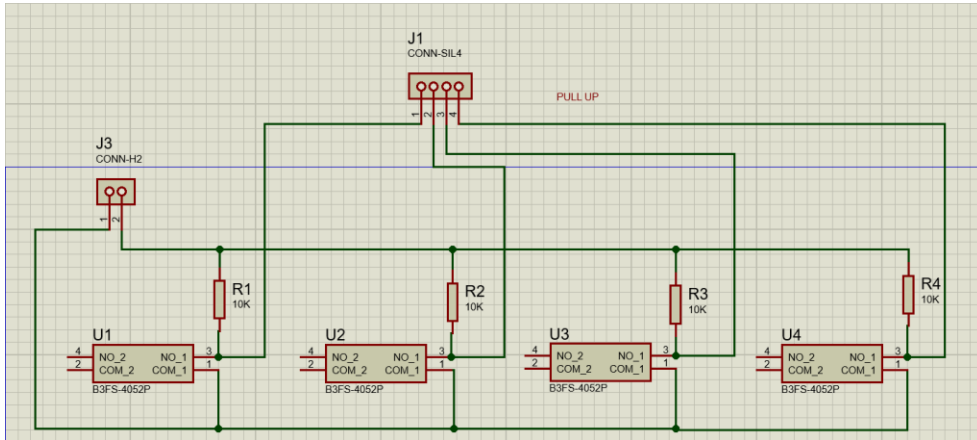 J1
CONN-SIL4
1
2
3
4
PULL UP
J3
CONN-H2
1
2
R1
10K
R2
10K
R3
10K
R4
10K
U1
4 NO_2 NO_1 3
2 COM_2 COM_1 1
B3FS-4052P
U2
4 NO_2 NO_1 3
2 COM_2 COM_1 1
B3FS-4052P
U3
4 NO_2 NO_1 3
2 COM_2 COM_1 1
B3FS-4052P
U4
4 NO_2 NO_1 3
2 COM_2 COM_1 1
B3FS-4052P